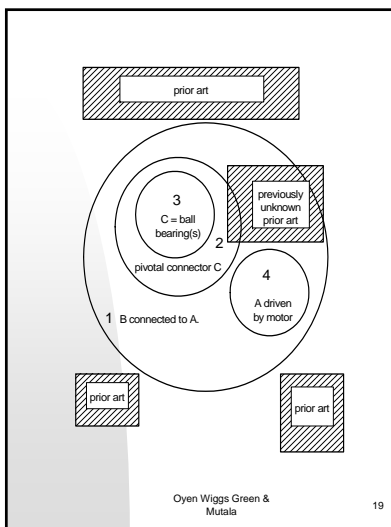 prior art
3
C = ball
bearing(s)
previously
unknown
prior art
2
pivotal connector C
4
A driven
by motor
1 B connected to A.
prior art
prior art
Oyen Wiggs Green &
Mutala
19